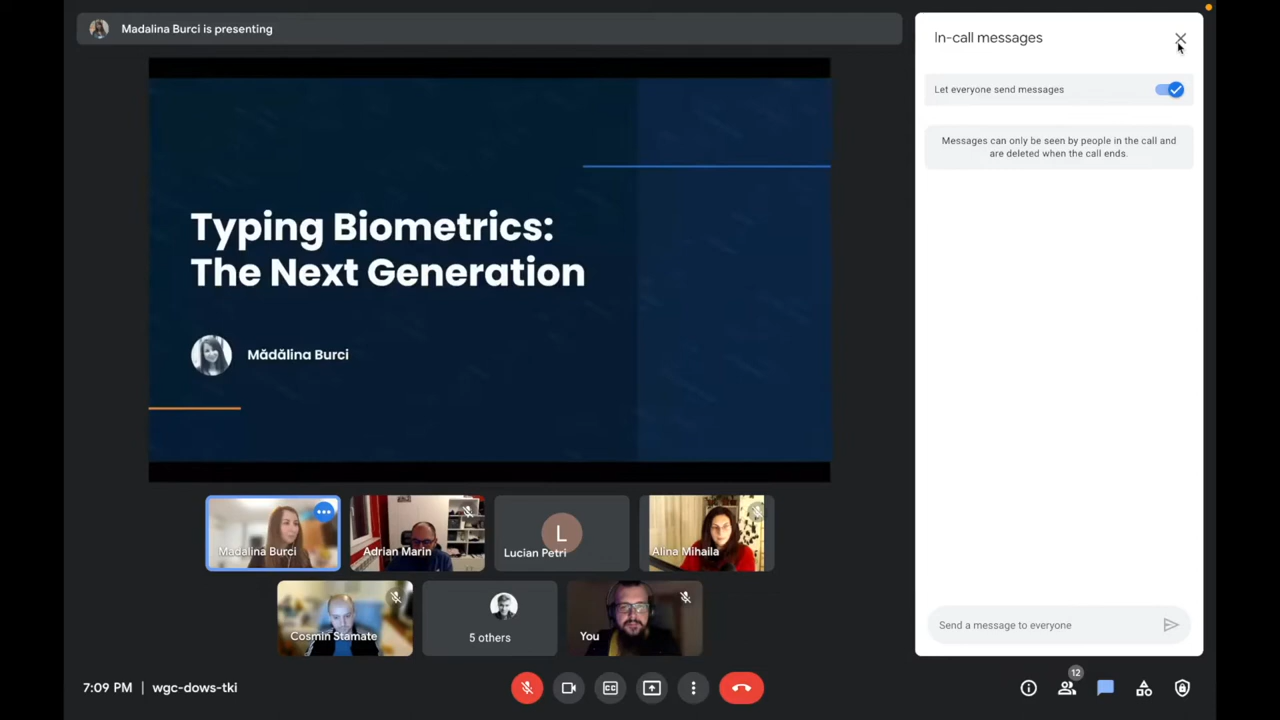 Madalina Burci is presenting
Typing Biometrics:
The Next Generation
Mădălina Burci
Madalina Burci
Adrian Marin
L
Lucian Petri
Alina Mihaila
Cosmin Stamate
5 others
You
7:09 PM | wgc-dows-tki
In-call messages
Let everyone send messages
Messages can only be seen by people in the call and
are deleted when the call ends.
Send a message to everyone
CC
12